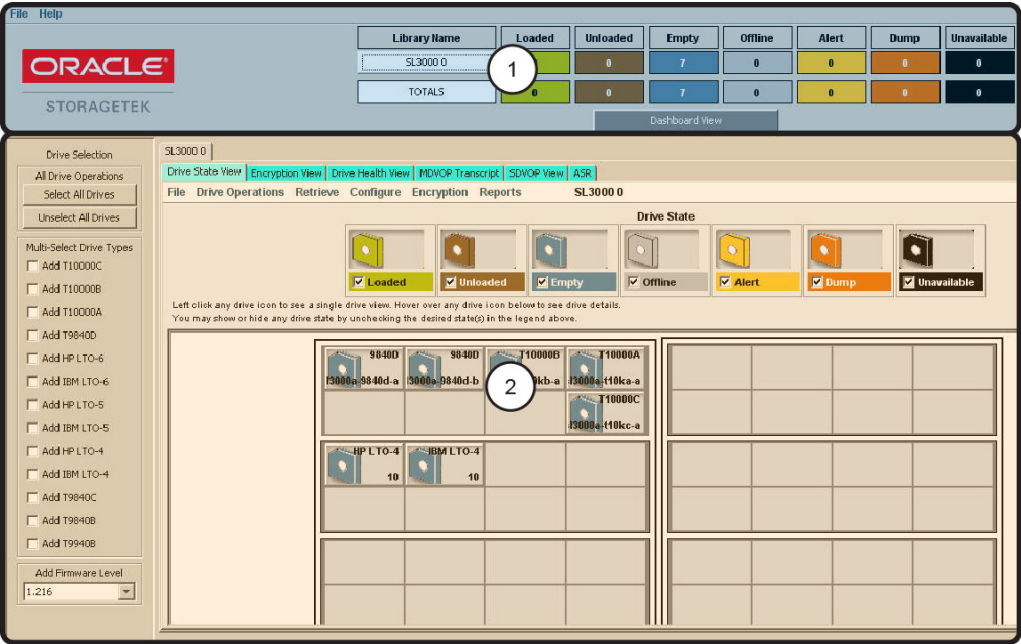 File Help
Library Name Loaded Unloaded Empty Offline Alert Dump Unavailable
ORACLE®
STORAGETEK
SL3000 0 1 0 7 0 0 0 0
TOTALS 0 0 7 0 0 0 0
Dashboard View
Drive Selection
All Drive Operations
Select All Drives
Unselect All Drives
Multi-Select Drive Types
Add T10000C
Add T10000B
Add T10000A
Add T9840D
Add HP LTO-6
Add IBM LTO-6
Add HP LTO-5
Add IBM LTO-5
Add HP LTO-4
Add IBM LTO-4
Add T9840C
Add T9840B
Add T9940B
Add Firmware Level
1.216
SL3000 0
Drive State View Encryption View Drive Health View MDVOP Transcript SDVOP View ASR
File Drive Operations Retrieve Configure Encryption Reports SL3000 0
Drive State
Loaded Unloaded Empty Offline Alert Dump Unavailable
Left click any drive icon to see a single drive view. Hover over any drive icon below to see drive details.
You may show or hide any drive state by unchecking the desired state(s) in the legend above.
9840D 9840D T10000B T10000A
l3000a-9840d-a l3000a-9840d-b 2 kb-a l3000a-t10ka-a
T10000C
l3000a-t10kc-a
HP LTO-4 IBM LTO-4
10 10